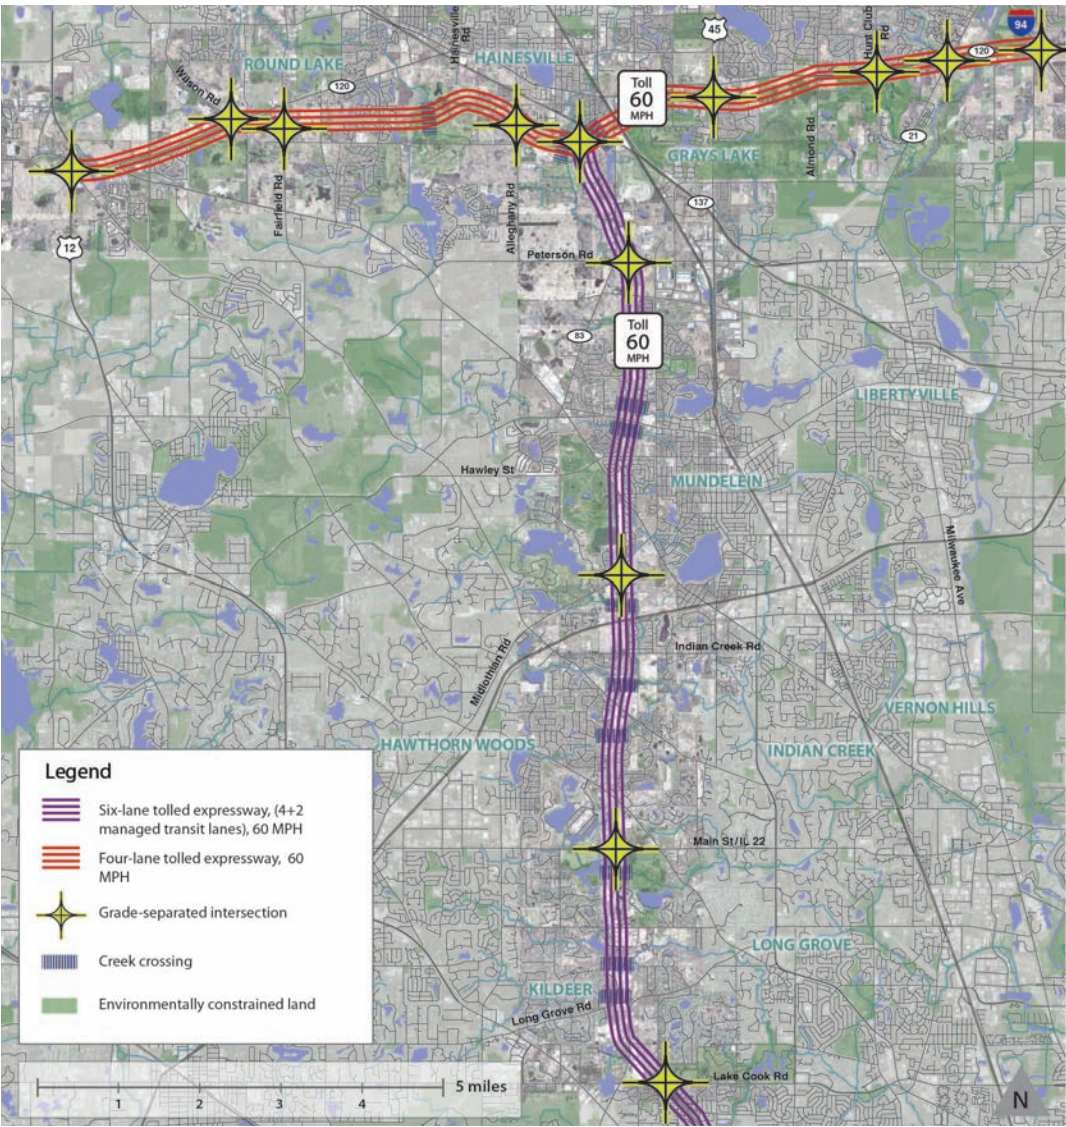 Hainesville
Rd
45
Hunt Club
Rd
94
ROUND LAKE
HAINESVILLE
120
Wilson Rd
120
Toll
60
MPH
Almond Rd
21
GRAYS LAKE
Fairfield Rd
Alleghany Rd
137
12
Peterson Rd
83
Toll
60
MPH
LIBERTYVILLE
Hawley St
MUNDELEIN
Milwaukee Ave
Midlothian Rd
Indian Creek Rd
VERNON HILLS
HAWTHORN WOODS
INDIAN CREEK
Legend
Six-lane tolled expressway, (4+2
managed transit lanes), 60 MPH
Four-lane tolled expressway, 60
MPH
Grade-separated intersection
Creek crossing
Environmentally constrained land
Main St/IL 22
LONG GROVE
KILDEER
Long Grove Rd
Lake Cook Rd
5 miles
1 2 3 4
N